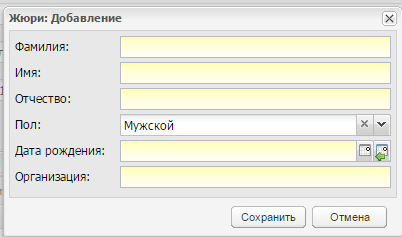 Жюри: Добавление
Фамилия:
Имя:
Отчество:
Пол: Мужской
Дата рождения:
Организация:
Сохранить Отмена